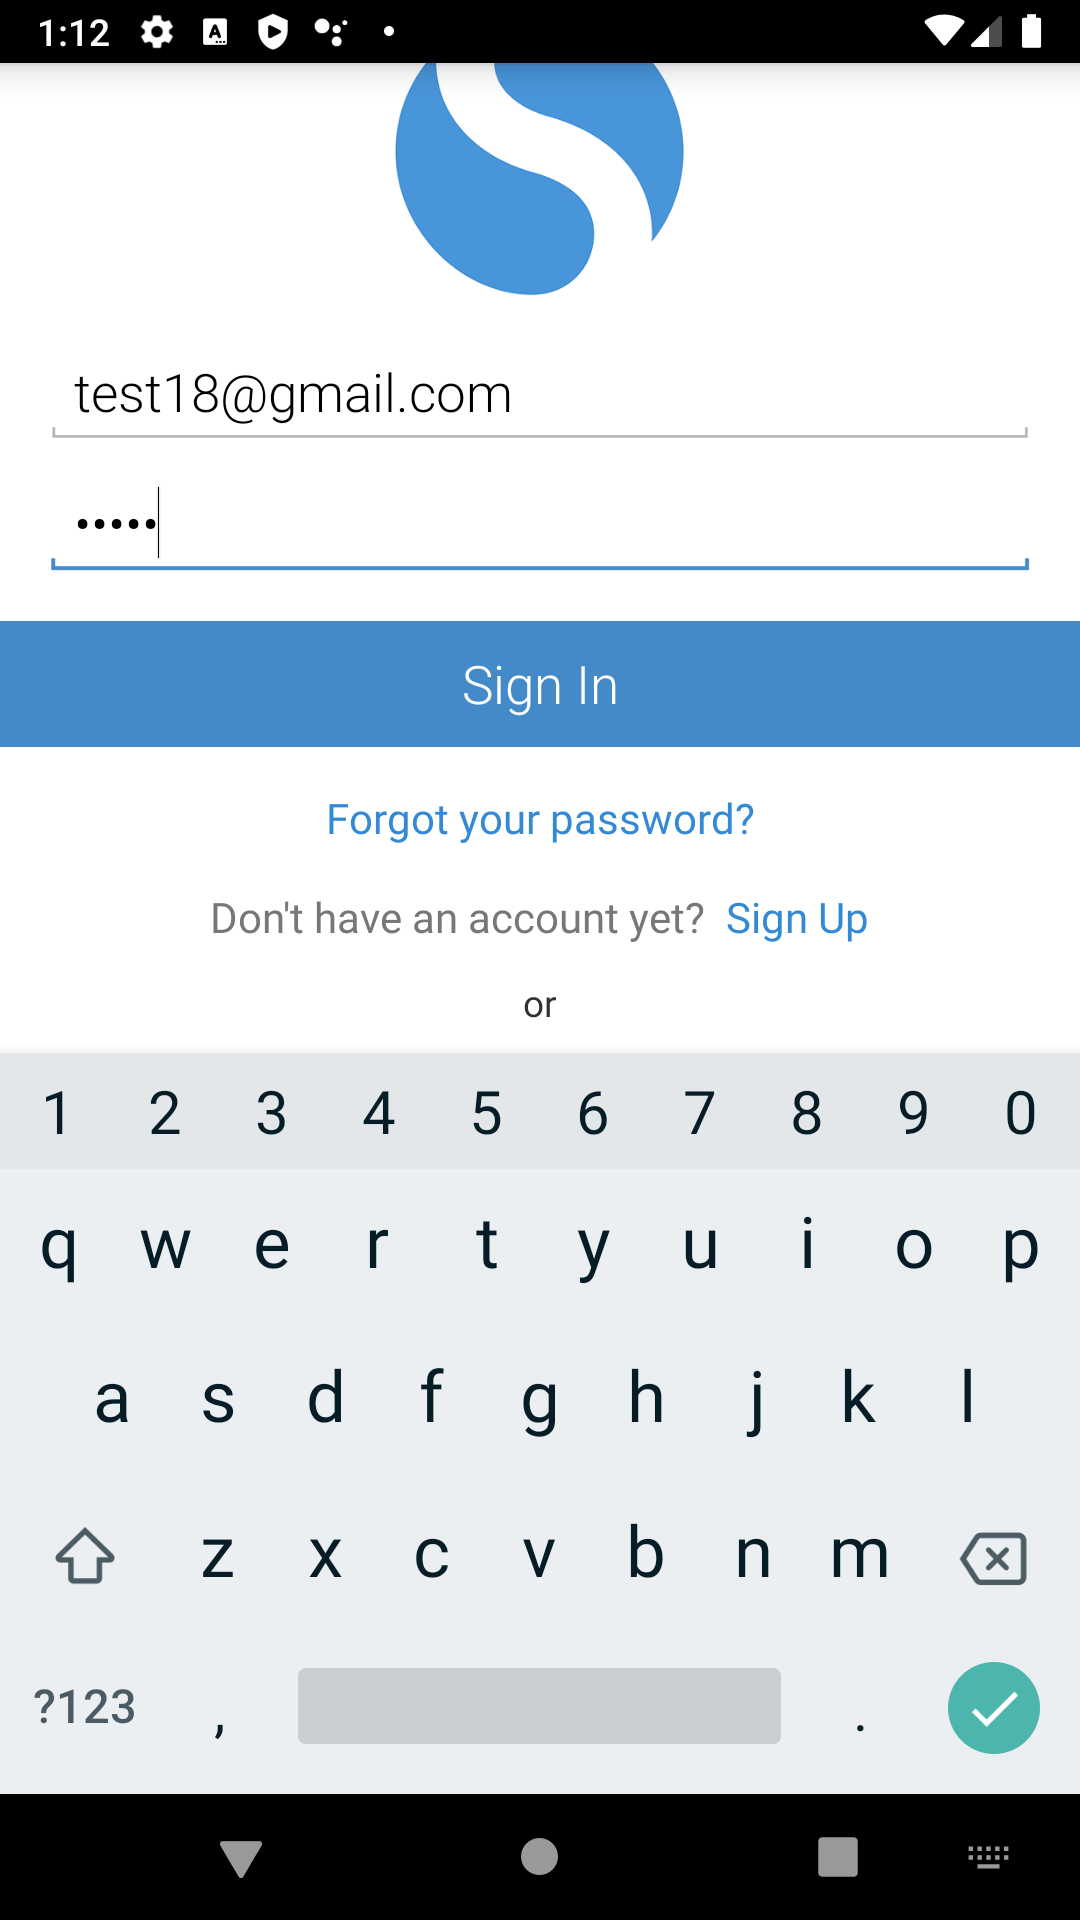 1:12
test18@gmail.com
•••••
Sign In
Forgot your password?
Don't have an account yet? Sign Up
or
1 2 3 4 5 6 7 8 9 0
q w e r t y u i o p
a s d f g h j k l
z x c v b n m
?123 , .